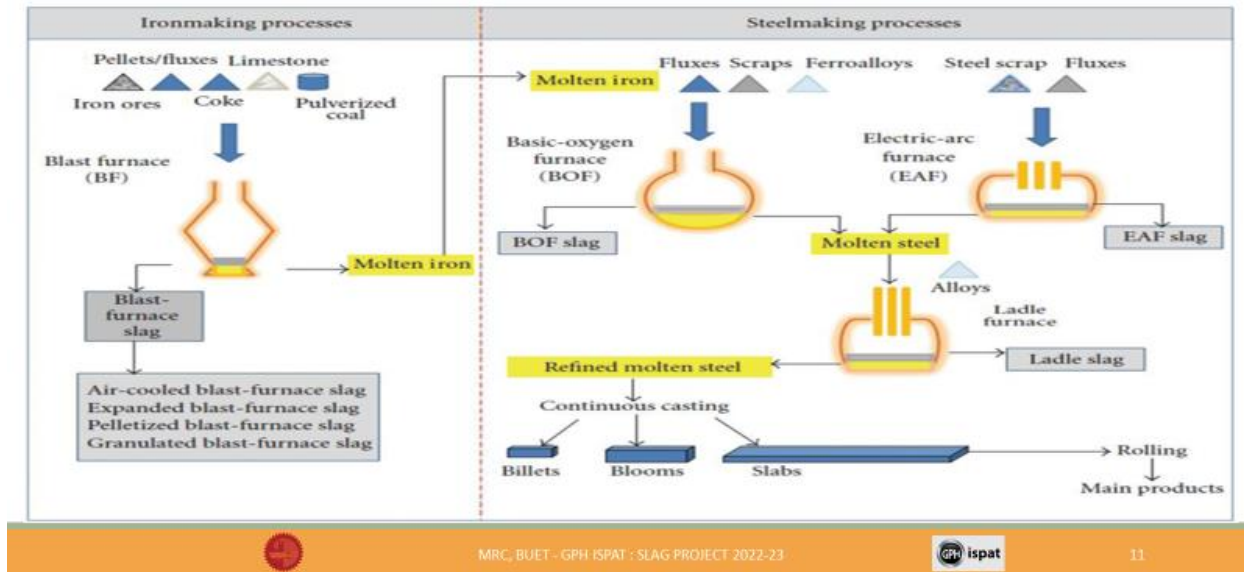 Ironmaking processes
Pellets/fluxes Limestone
Iron ores
Coke
Pulverized
coal
Blast furnace
(BF)
Molten iron
Blast-
furnace
slag
Air-cooled blast-furnace slag
Expanded blast-furnace slag
Pelletized blast-furnace slag
Granulated blast-furnace slag
Steelmaking processes
Molten iron
Fluxes Scraps Ferroalloys
Steel scrap Fluxes
Basic-oxygen
furnace
(BOF)
Electric-arc
furnace
(EAF)
BOF slag
Molten steel
EAF slag
Alloys
Ladle
furnace
Ladle slag
Refined molten steel
Continuous casting
Billets
Blooms
Slabs
Rolling
Main products
MRC, BUET - GPH ISPAT : SLAG PROJECT 2022-23
GPH ispat
11